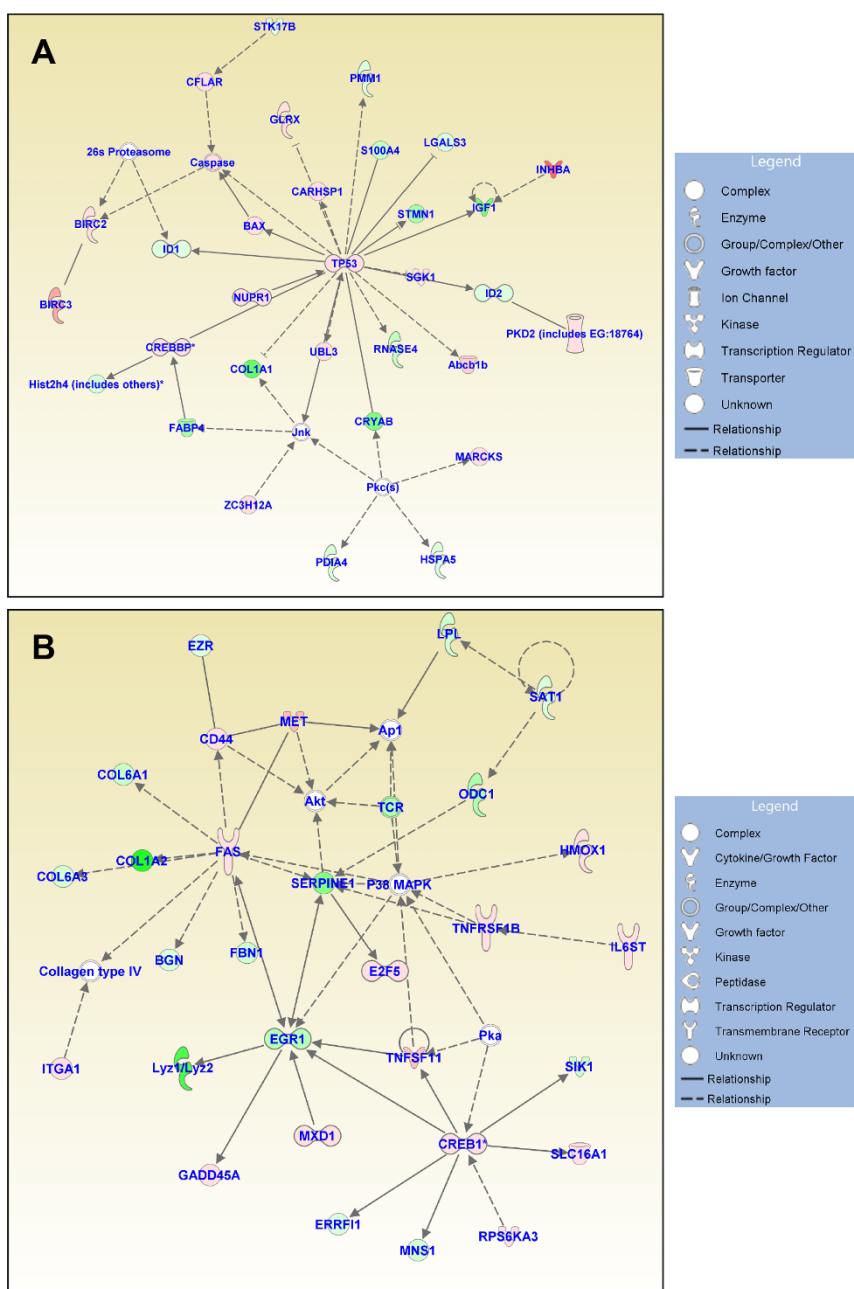 A
STK17B
CFLAR
PMM1
GLRX
S100A4
LGALS3
26s Proteasome
Caspase
INHBA
CARHSP1
STMN1
IGF1
BIRC2
BAX
ID1
TP53
SGK1
ID2
BIRC3
NUPR1
PKD2 (includes EG:18764)
CREBBP*
UBL3
RNASE4
COL1A1
Abcb1b
Hist2h4 (includes others)*
FABP4
Jnk
CRYAB
MARCKS
Pkc(s)
ZC3H12A
PDIA4
HSPA5
Legend
Complex
Enzyme
Group/Complex/Other
Growth factor
Ion Channel
Kinase
Transcription Regulator
Transporter
Unknown
Relationship
Relationship
B
EZR
LPL
SAT1
MET
Ap1
CD44
COL6A1
Akt
TCR
ODC1
COL1A2
FAS
HMOX1
COL6A3
SERPINE1
P38 MAPK
TNFRSF1B
IL6ST
Collagen type IV
BGN
FBN1
E2F5
EGR1
Pka
ITGA1
Lyz1/Lyz2
TNFSF11
SIK1
MXD1
CREB1*
SLC16A1
GADD45A
ERRFI1
RPS6KA3
MNS1
Legend
Complex
Cytokine/Growth Factor
Enzyme
Group/Complex/Other
Growth factor
Kinase
Peptidase
Transcription Regulator
Transmembrane Receptor
Unknown
Relationship
Relationship